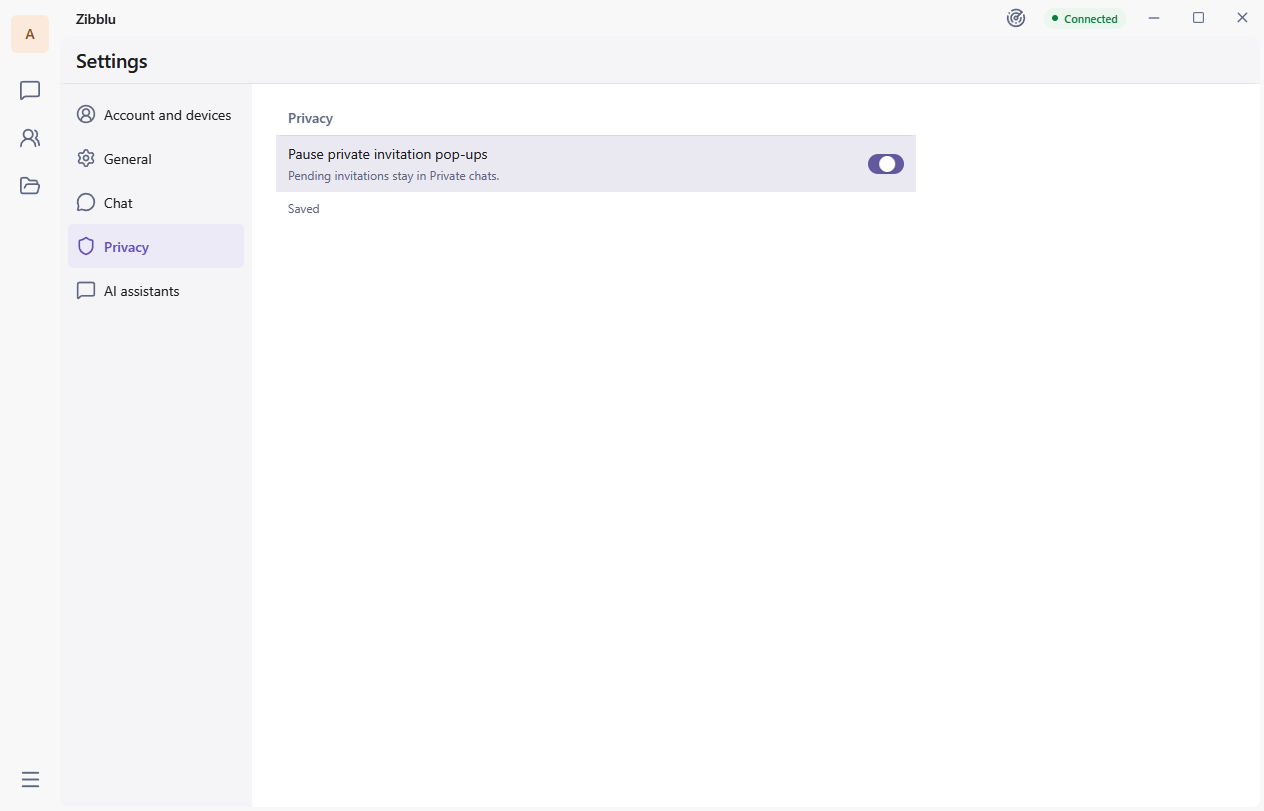 A
Zibblu
Connected
Settings
Account and devices
General
Chat
Privacy
AI assistants
Privacy
Pause private invitation pop-ups
Pending invitations stay in Private chats.
Saved